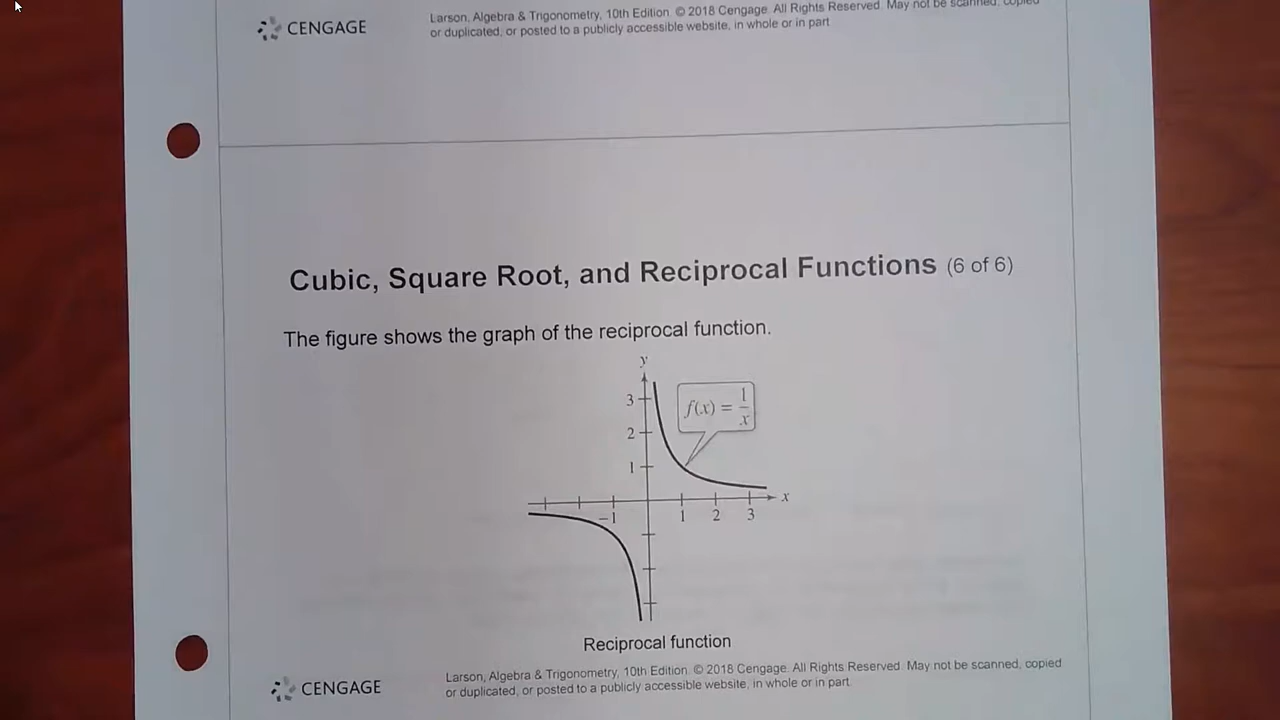 CENGAGE
Larson, Algebra & Trigonometry, 10th Edition. © 2018 Cengage. All Rights Reserved. May not be scanned, copied
or duplicated, or posted to a publicly accessible website, in whole or in part.
Cubic, Square Root, and Reciprocal Functions (6 of 6)
The figure shows the graph of the reciprocal function.
y
3
f(x) = 1/x
2
1
x
−1 1 2 3
Reciprocal function
CENGAGE
Larson, Algebra & Trigonometry, 10th Edition. © 2018 Cengage. All Rights Reserved. May not be scanned, copied
or duplicated, or posted to a publicly accessible website, in whole or in part.